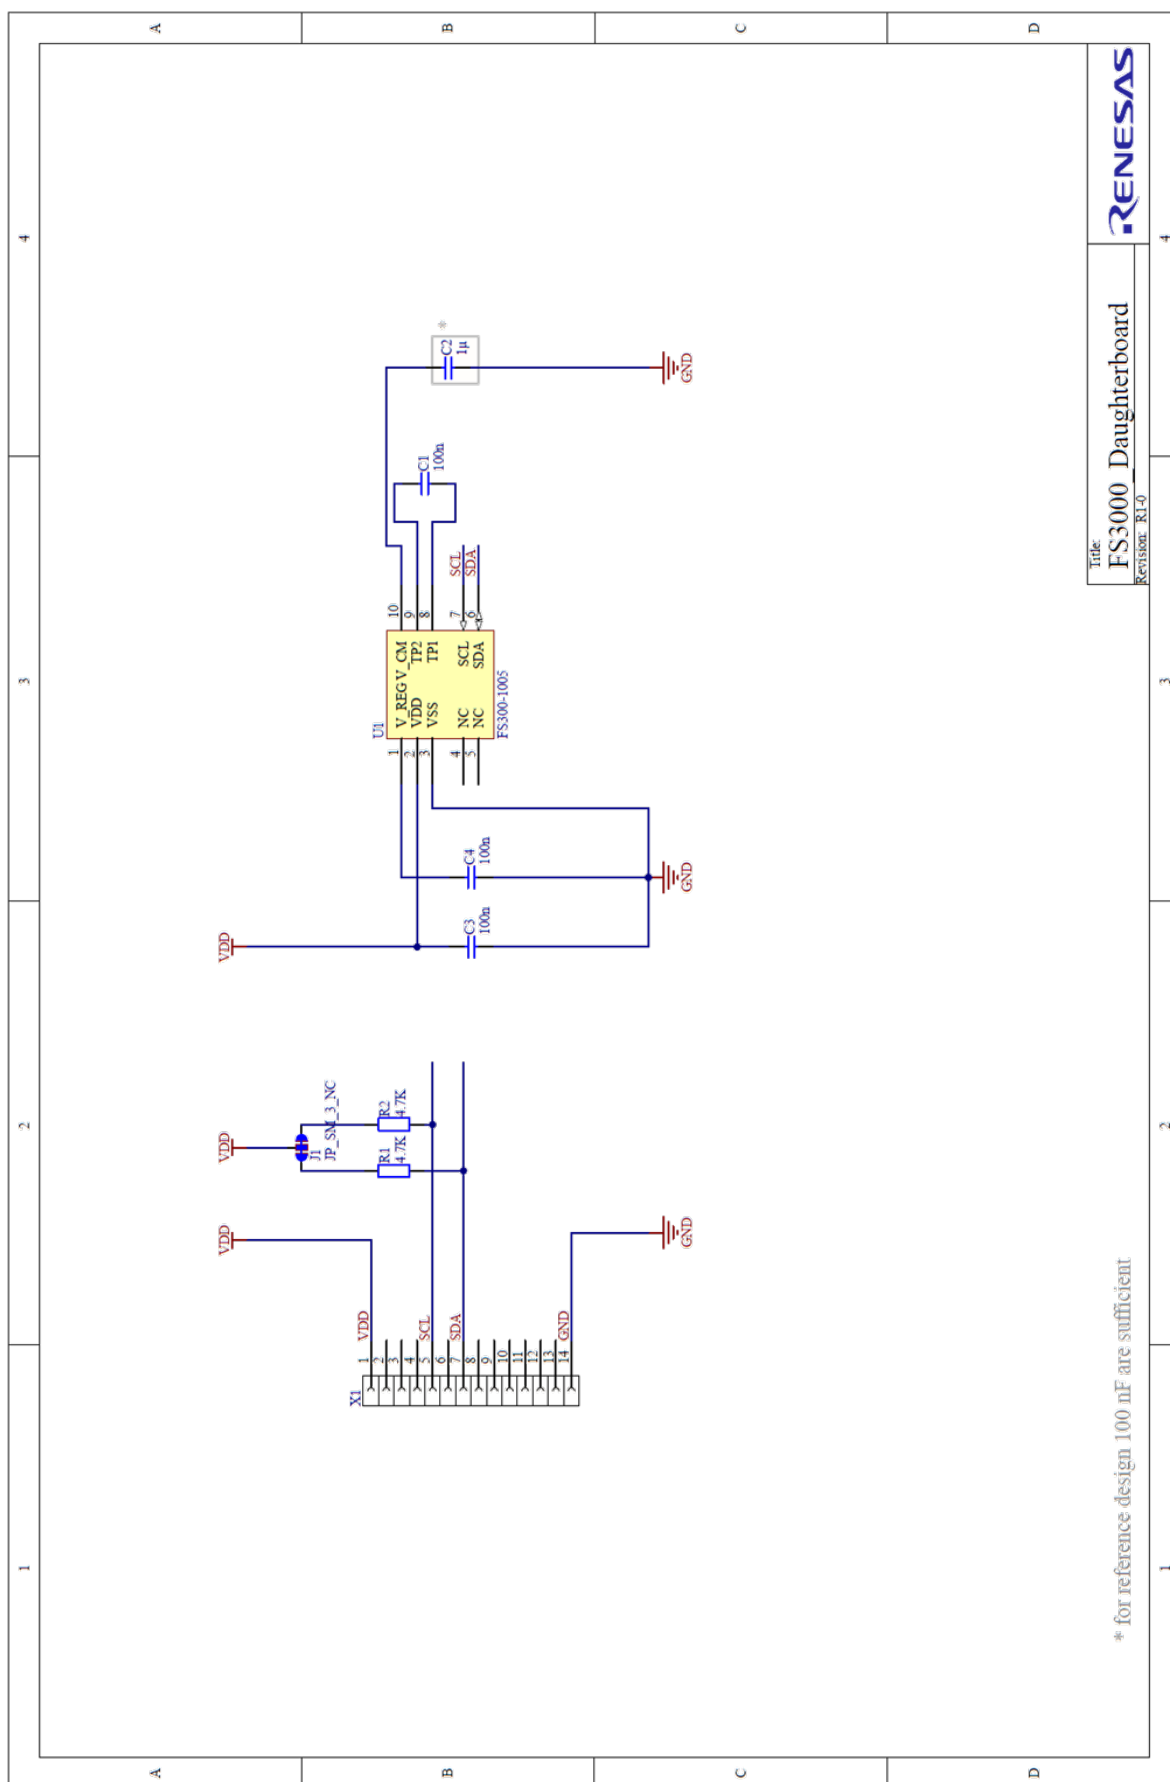 1
2
3
4
A
B
C
D
VDD
VDD
VDD
J1
JP_SM_3_NC
R1
4.7K
R2
4.7K
X1
1
2
3
4
5
6
7
8
9
10
11
12
13
14
VDD
SCL
SDA
GND
GND
C3
100n
C4
100n
GND
U1
1
2
3
4
5
V_REG
VDD
VSS
NC
NC
V_CM
TP2
TP1
SCL
SDA
10
9
8
7
6
FS300-1005
SCL
SDA
C1
100n
C2
1µ
*
GND
* for reference design 100 nF are sufficient
Title:
FS3000_Daughterboard
Revision: R1-0
RENESAS
1
2
3
4
A
B
C
D